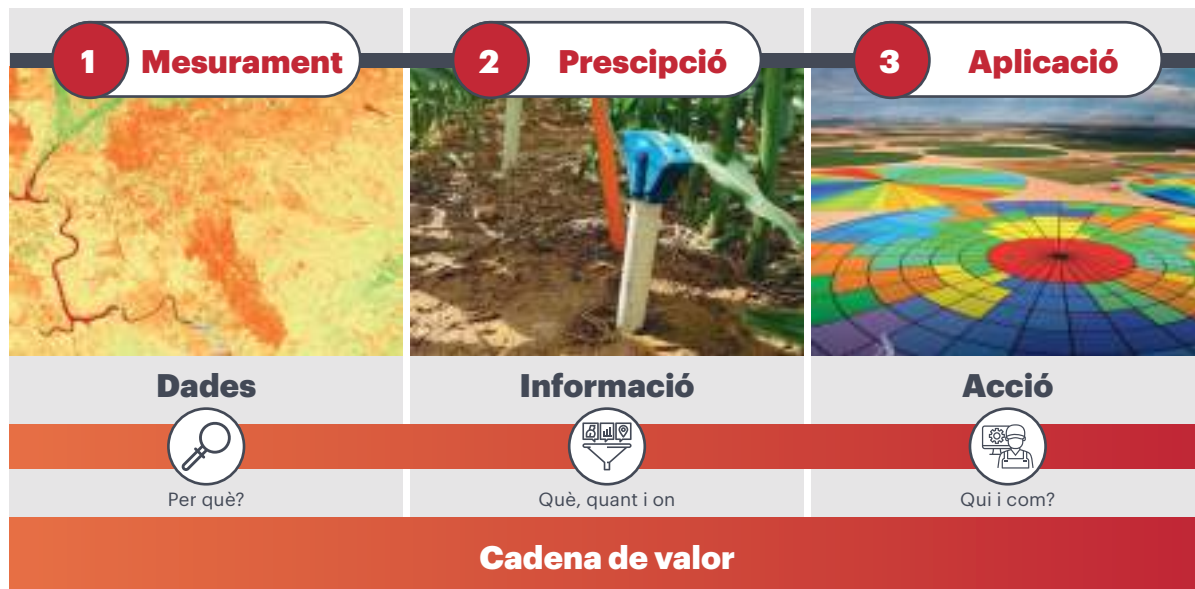 1 Mesurament
2 Prescipció
3 Aplicació
Dades
Informació
Acció
Per què?
Què, quant i on
Qui i com?
Cadena de valor